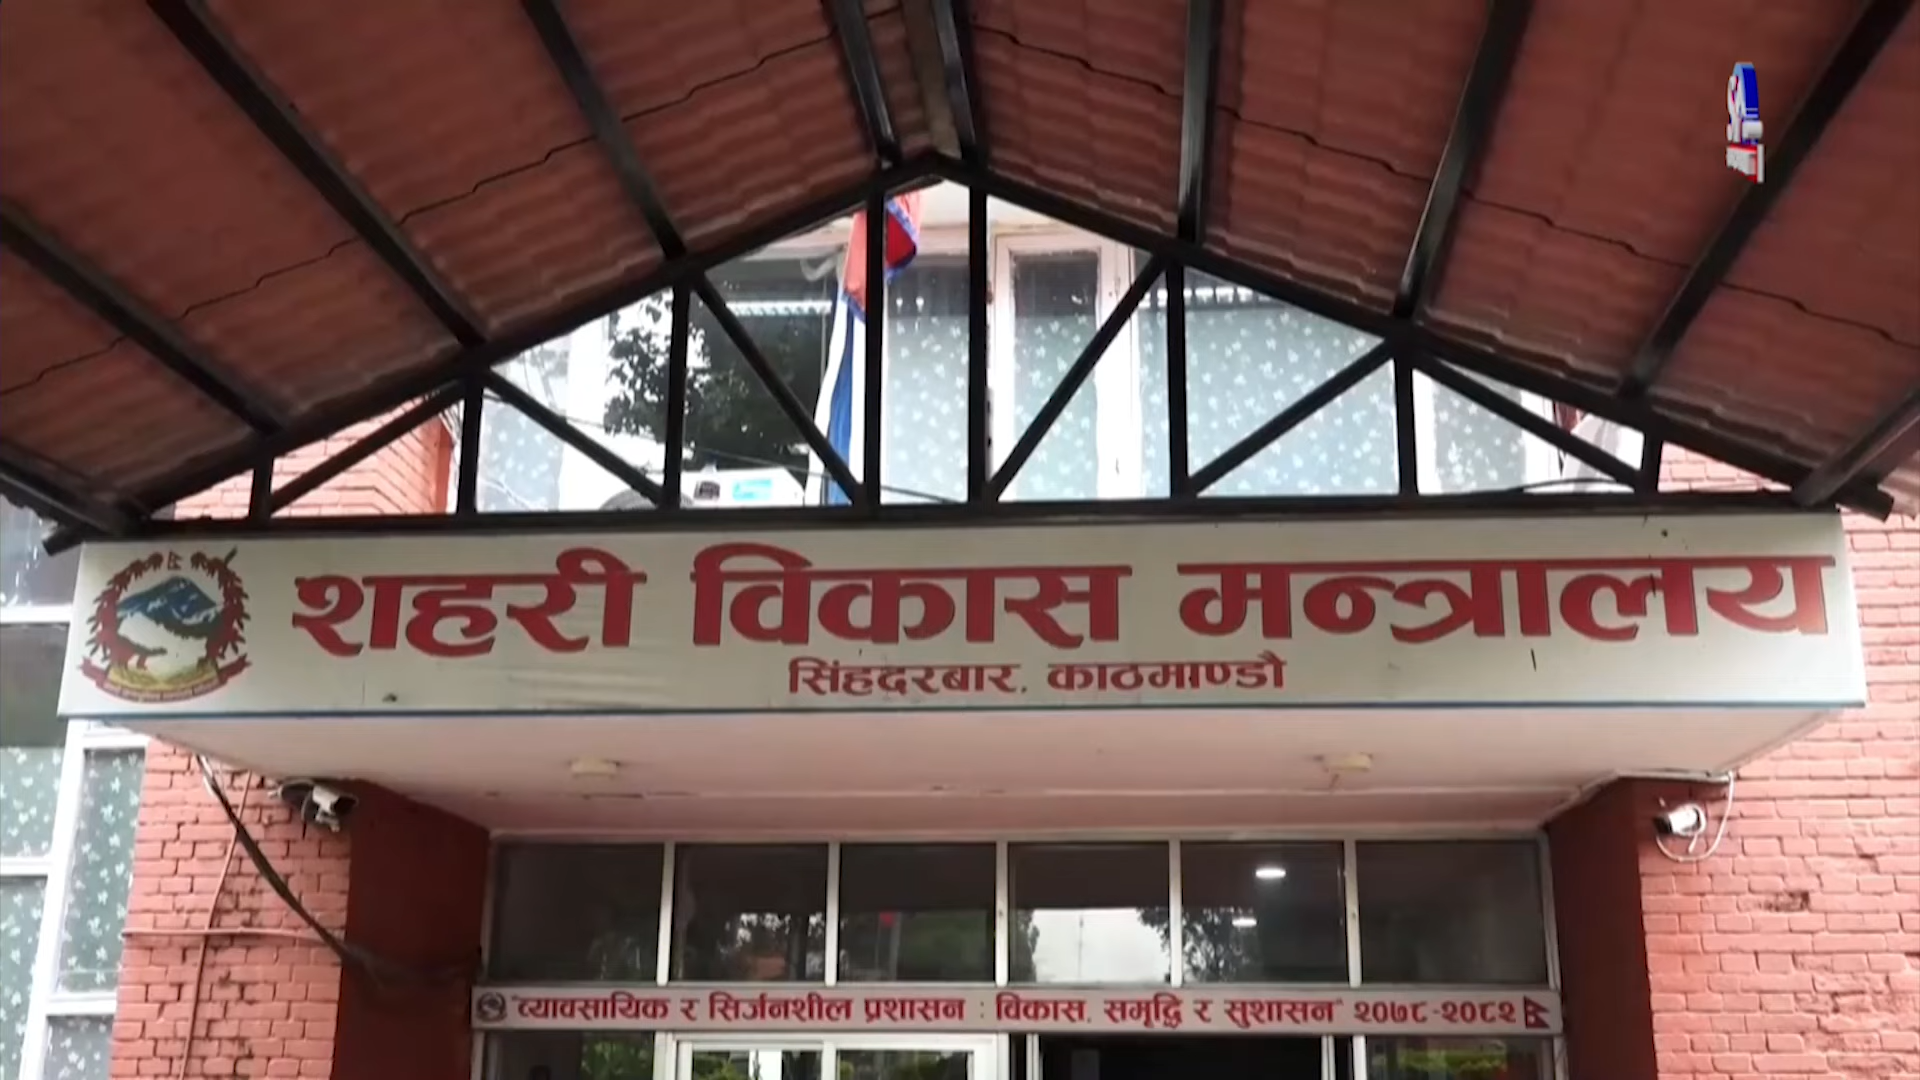 शहरी विकास मन्त्रालय
सिंहदरबार, काठमाण्डौ
"व्यावसायिक र सिर्जनशील प्रशासन : विकास, समृद्धि र सुशासन" २०७८-२०८२